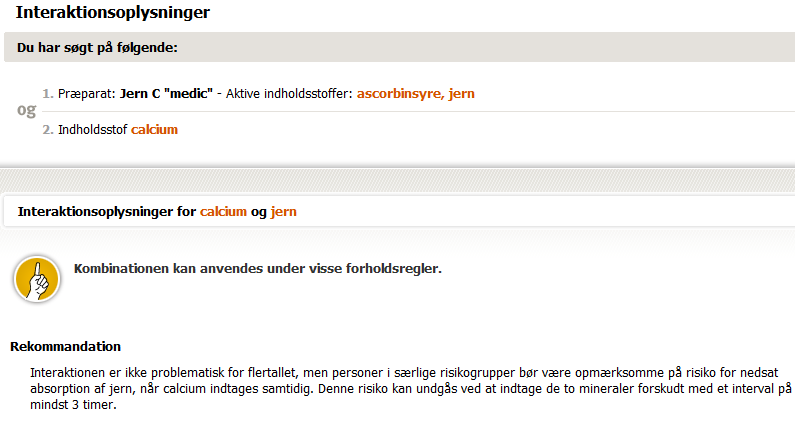 Interaktionsoplysninger
Du har søgt på følgende:
1. Præparat: Jern C "medic" - Aktive indholdsstoffer: ascorbinsyre, jern
og
2. Indholdsstof calcium
Interaktionsoplysninger for calcium og jern
Kombinationen kan anvendes under visse forholdsregler.
Rekommandation
Interaktionen er ikke problematisk for flertallet, men personer i særlige risikogrupper bør være opmærksomme på risiko for nedsat
absorption af jern, når calcium indtages samtidig. Denne risiko kan undgås ved at indtage de to mineraler forskudt med et interval på
mindst 3 timer.